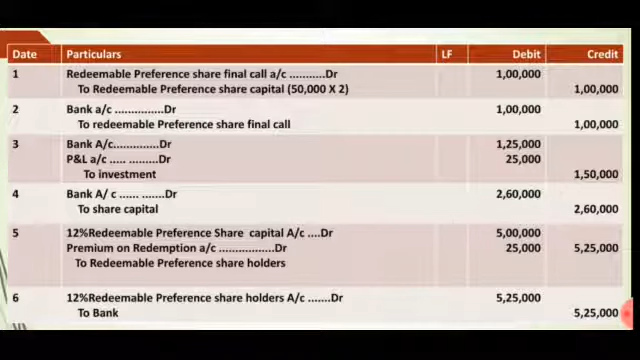 Date Particulars LF Debit Credit
1 Redeemable Preference share final call a/c ...........Dr 1,00,000
To Redeemable Preference share capital (50,000 X 2) 1,00,000
2 Bank a/c ..............Dr 1,00,000
To redeemable Preference share final call 1,00,000
3 Bank A/c..............Dr 1,25,000
P&L a/c ..... .........Dr 25,000
To investment 1,50,000
4 Bank A/ c...... .......Dr 2,60,000
To share capital 2,60,000
5 12%Redeemable Preference Share capital A/c ....Dr 5,00,000
Premium on Redemption a/c .................Dr 25,000 5,25,000
To Redeemable Preference share holders
6 12%Redeemable Preference share holders A/c .......Dr 5,25,000
To Bank 5,25,000